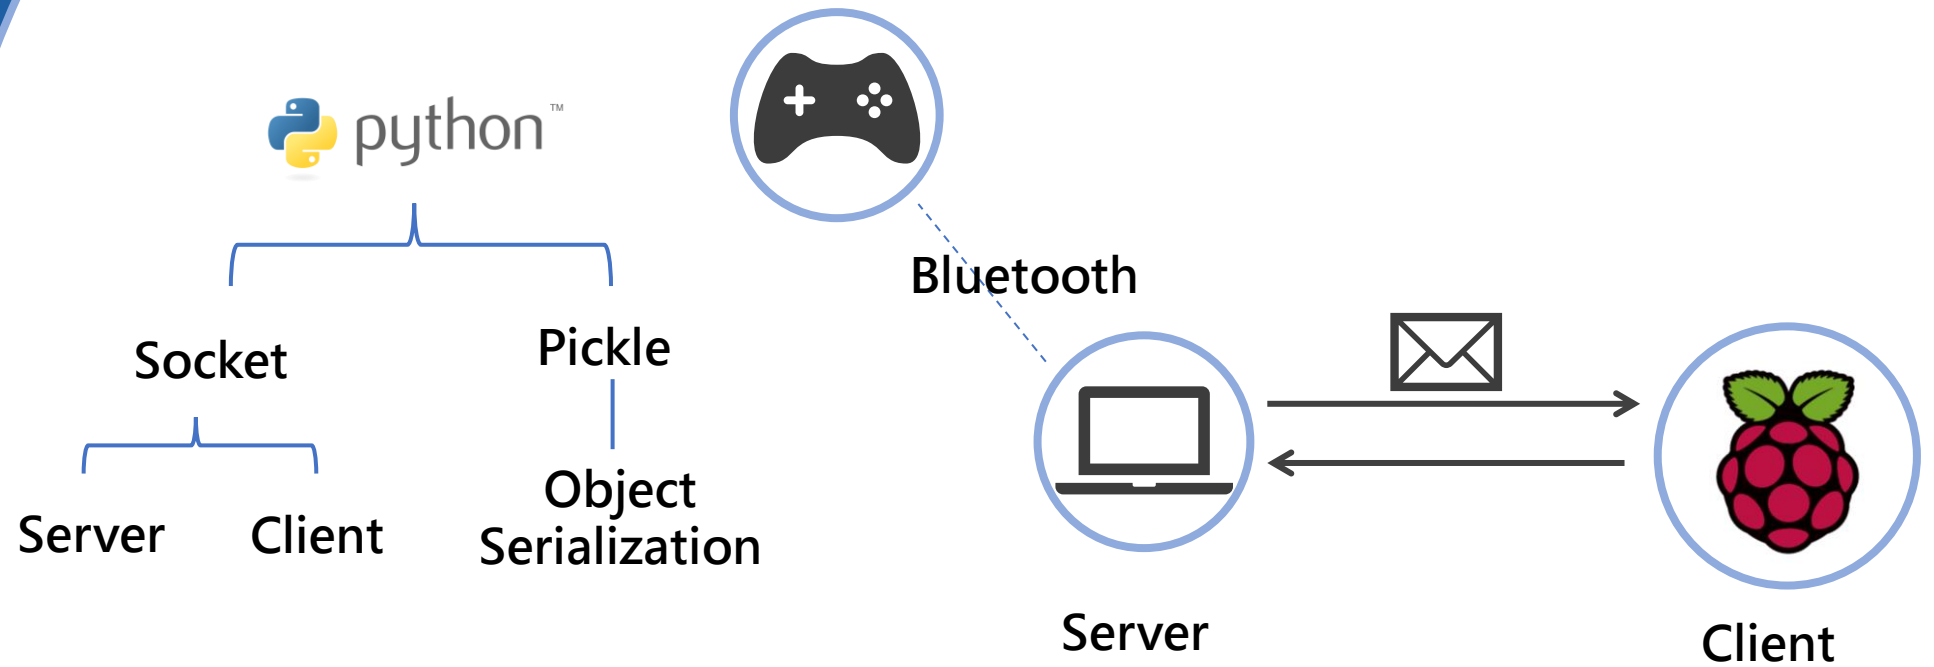 python™
Bluetooth
Socket
Pickle
Server
Client
Object
Serialization
Server
Client